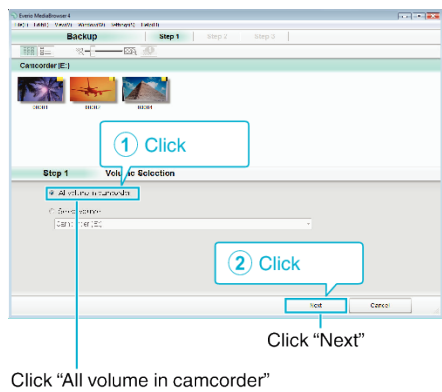 Everio MediaBrowser 4
Backup Step 1 Step 2 Step 3
Camcorder (E:)
① Click
Step 1 Volume Selection
All volume in camcorder
② Click
Next Cancel
Click “Next”
Click “All volume in camcorder”